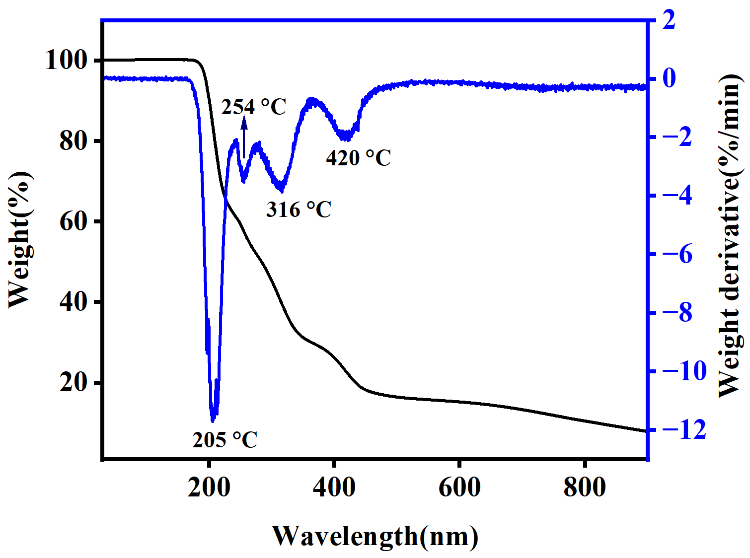 Weight(%)
100
80
60
40
20
254 °C
316 °C
420 °C
205 °C
200
400
600
800
Wavelength(nm)
2
0
−2
−4
−6
−8
−10
−12
Weight derivative(%/min)